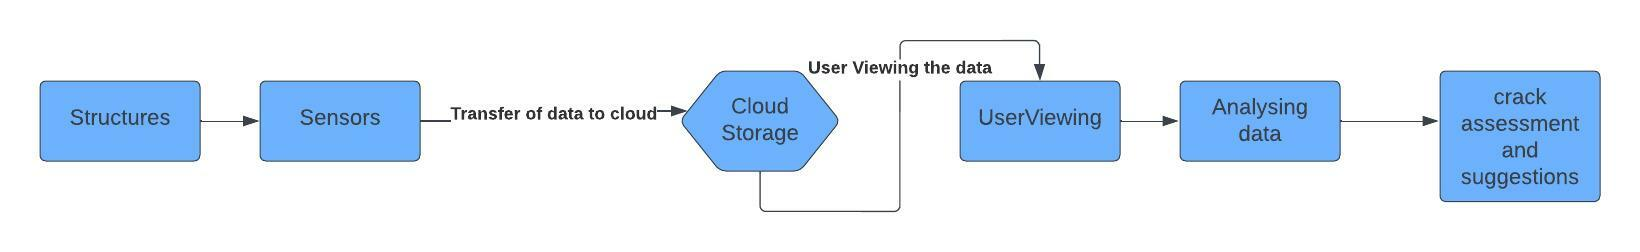 Structures
Sensors
Transfer of data to cloud
Cloud
Storage
User Viewing the data
UserViewing
Analysing
data
crack
assessment
and
suggestions